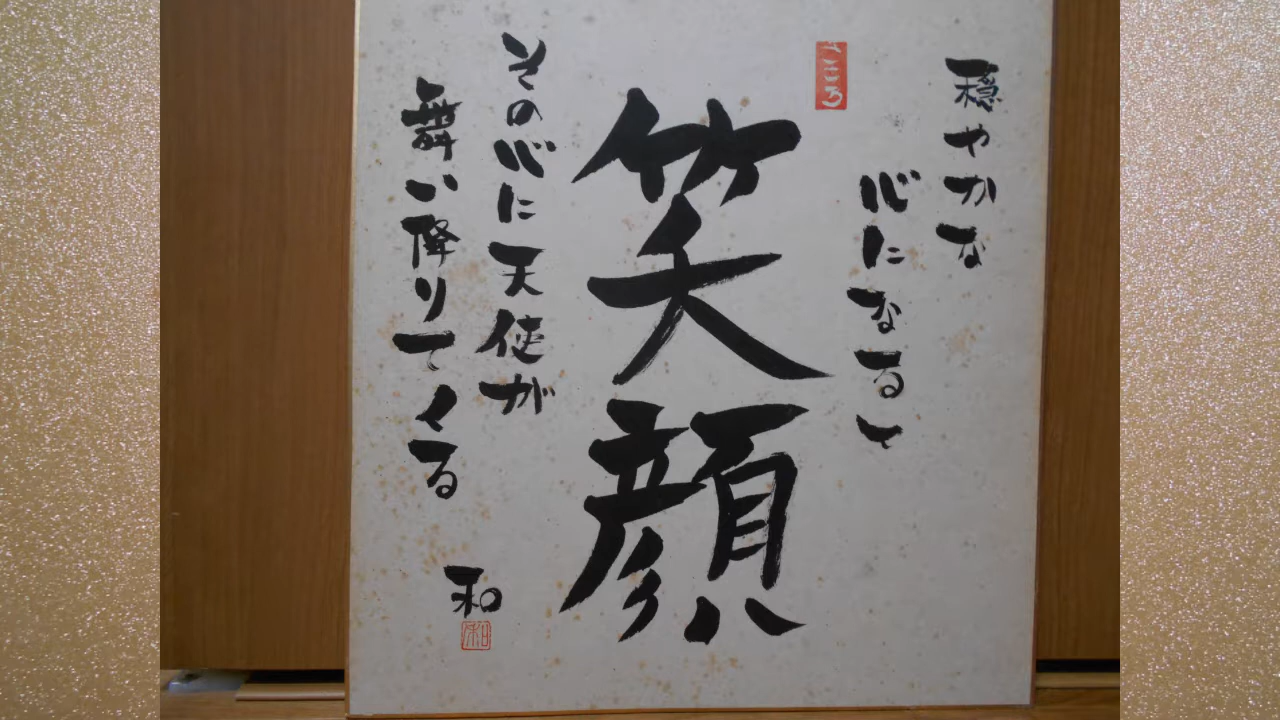 穏やかな
心になると
こころ
笑顔
その心に天使が
舞い降りてくる
和